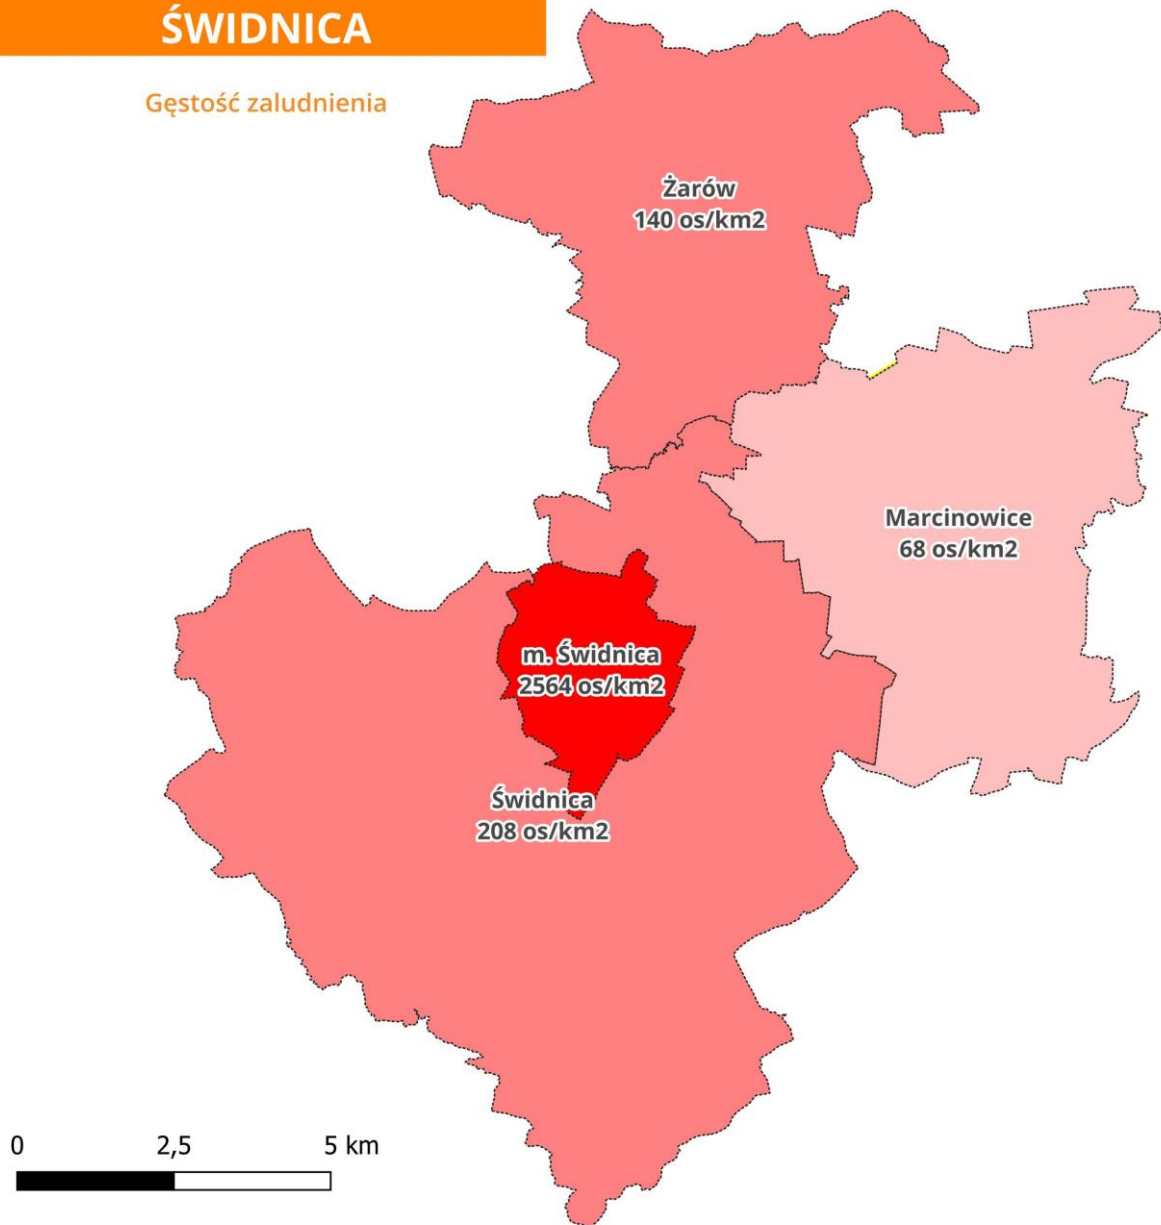 ŚWIDNICA
Gęstość zaludnienia
Żarów
140 os/km2
Marcinowice
68 os/km2
m. Świdnica
2564 os/km2
Świdnica
208 os/km2
0 2,5 5 km